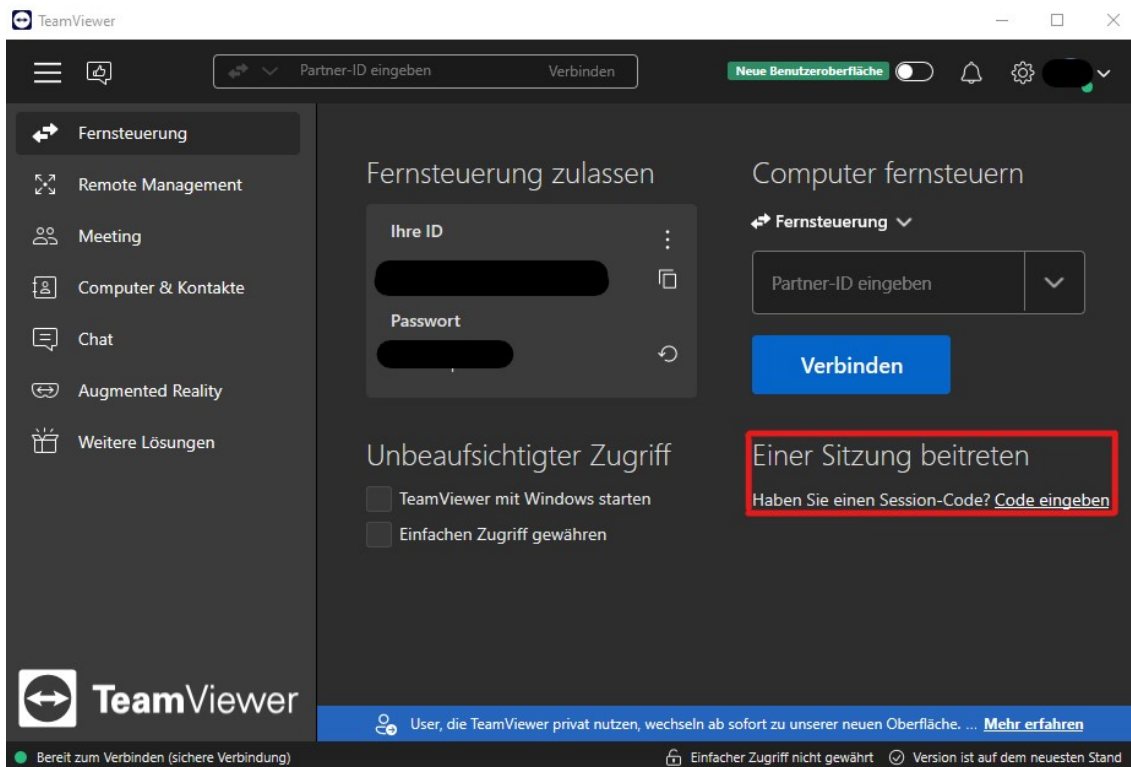 TeamViewer
Partner-ID eingeben Verbinden Neue Benutzeroberfläche
Fernsteuerung
Remote Management
Meeting
Computer & Kontakte
Chat
Augmented Reality
Weitere Lösungen
Fernsteuerung zulassen
Ihre ID
Passwort
Unbeaufsichtigter Zugriff
TeamViewer mit Windows starten
Einfachen Zugriff gewähren
Computer fernsteuern
Fernsteuerung
Partner-ID eingeben
Verbinden
Einer Sitzung beitreten
Haben Sie einen Session-Code? Code eingeben
TeamViewer
User, die TeamViewer privat nutzen, wechseln ab sofort zu unserer neuen Oberfläche. ... Mehr erfahren
Bereit zum Verbinden (sichere Verbindung) Einfacher Zugriff nicht gewährt Version ist auf dem neuesten Stand